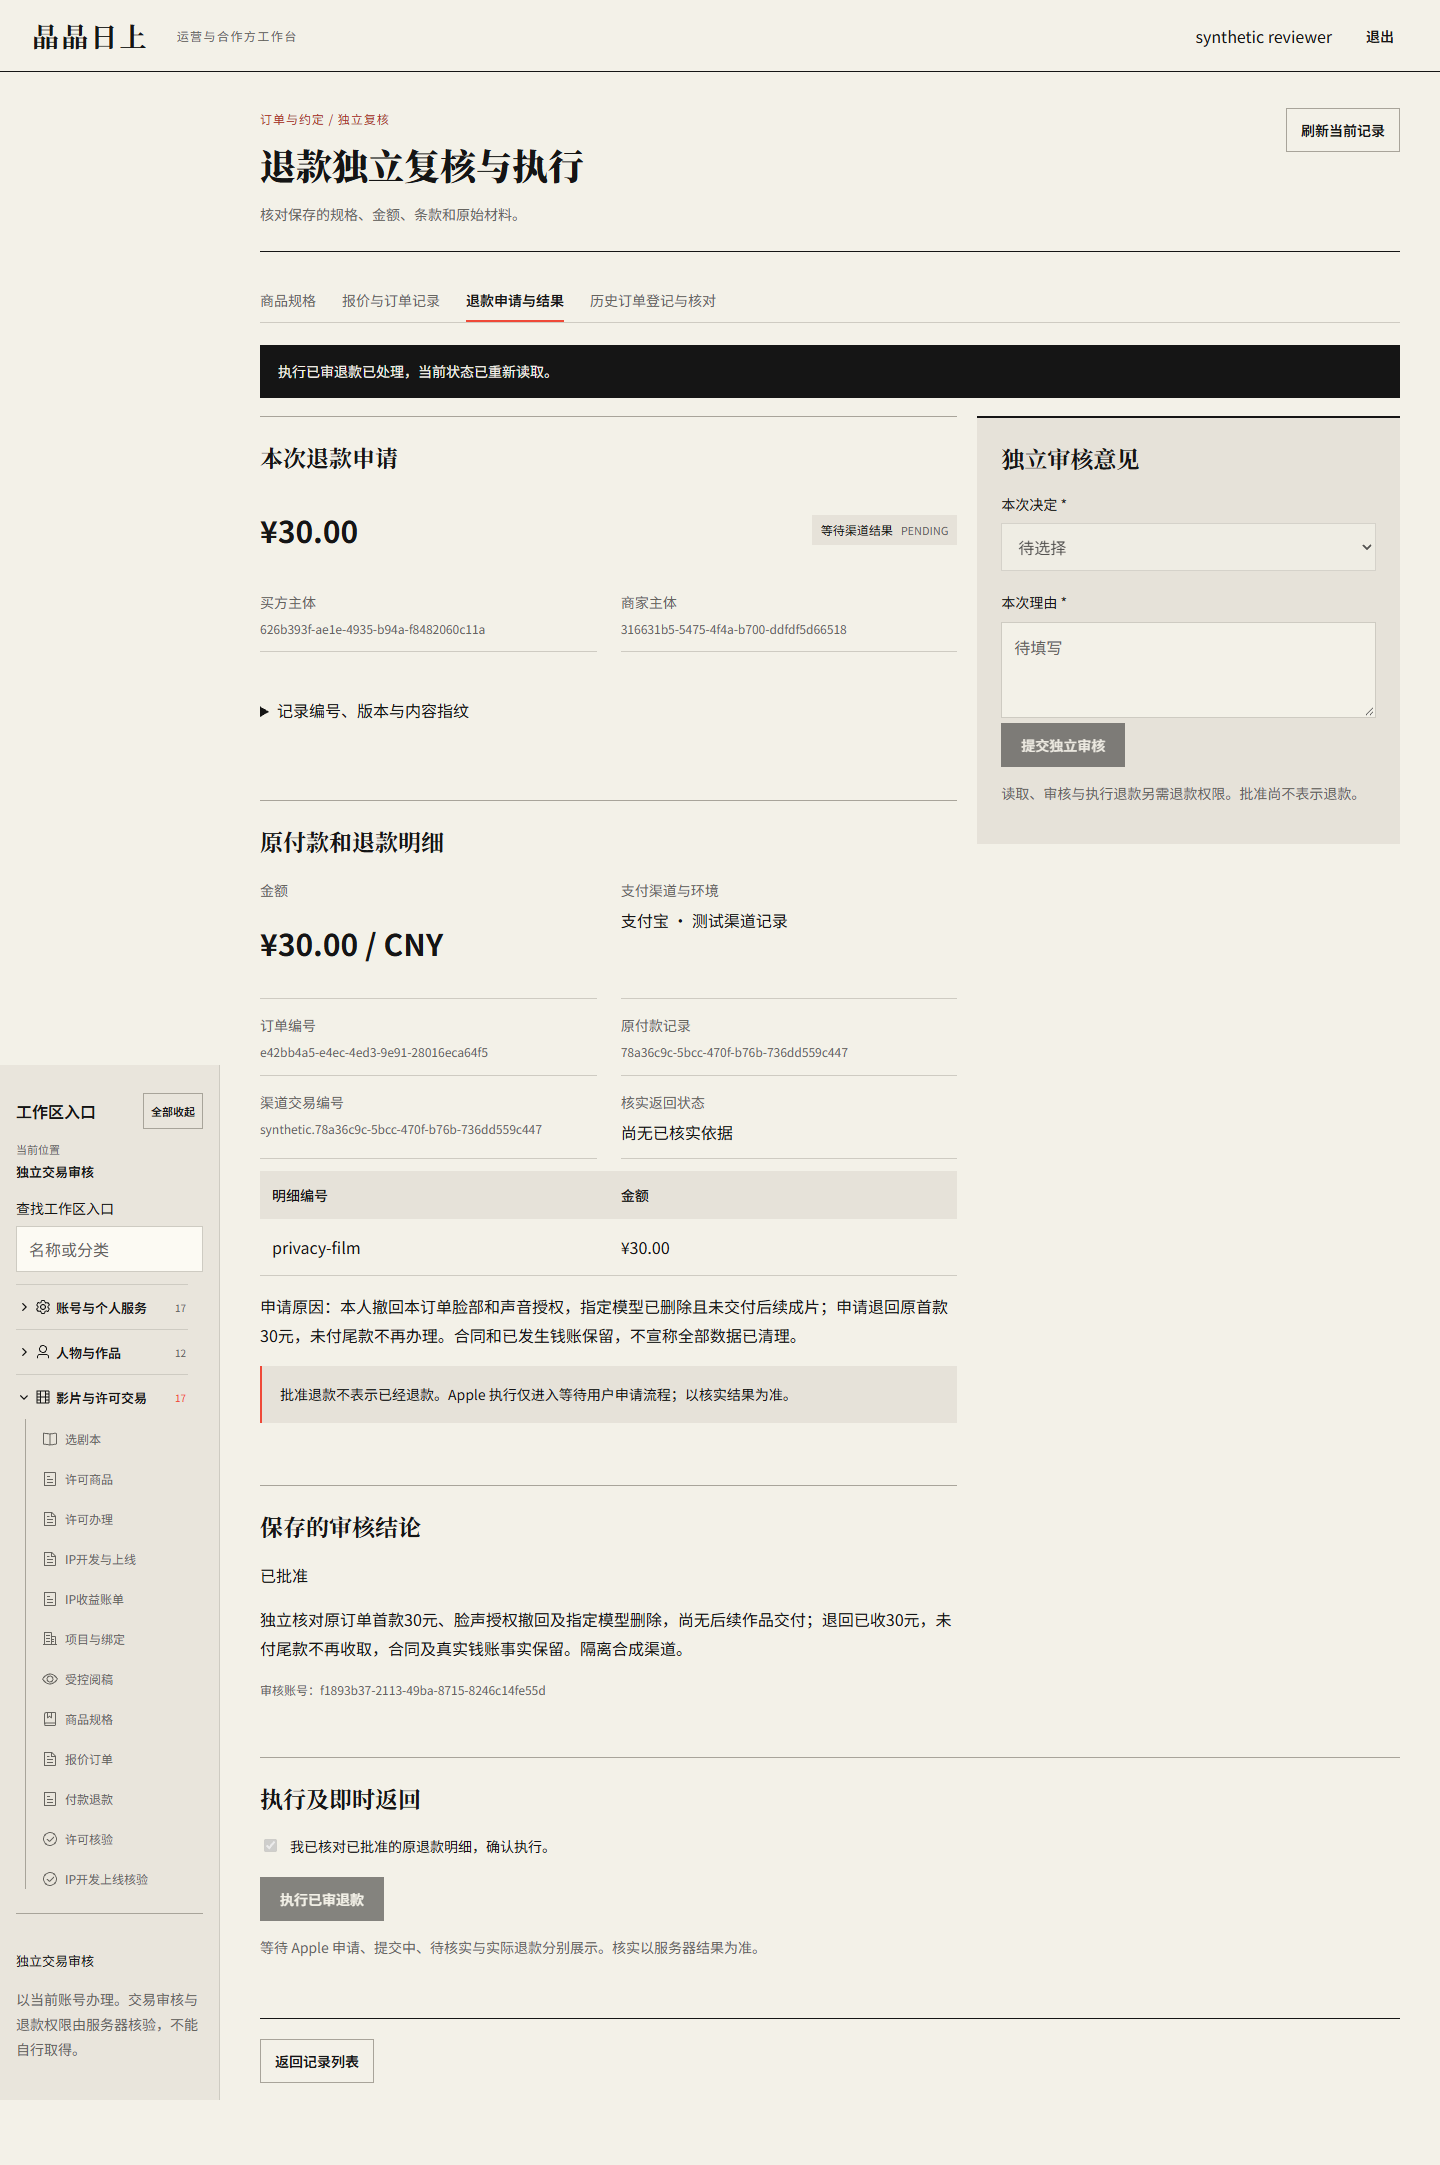 晶晶日上
运营与合作方工作台
synthetic reviewer
退出
订单与约定 / 独立复核
刷新当前记录
退款独立复核与执行
核对保存的规格、金额、条款和原始材料。
商品规格
报价与订单记录
退款申请与结果
历史订单登记与核对
执行已审退款已处理，当前状态已重新读取。
本次退款申请
¥30.00
等待渠道结果 PENDING
买方主体
626b393f-ae1e-4935-b94a-f8482060c11a
商家主体
316631b5-5475-4f4a-b700-ddfdf5d66518
记录编号、版本与内容指纹
独立审核意见
本次决定 *
待选择
本次理由 *
待填写
提交独立审核
读取、审核与执行退款另需退款权限。批准尚不表示退款。
原付款和退款明细
金额
¥30.00 / CNY
支付渠道与环境
支付宝 · 测试渠道记录
订单编号
e42bb4a5-e4ec-4ed3-9e91-28016eca64f5
原付款记录
78a36c9c-5bcc-470f-b76b-736dd559c447
渠道交易编号
synthetic.78a36c9c-5bcc-470f-b76b-736dd559c447
核实返回状态
尚无已核实依据
明细编号
金额
privacy-film
¥30.00
申请原因：本人撤回本订单脸部和声音授权，指定模型已删除且未交付后续成片；申请退回原首款
30元，未付尾款不再办理。合同和已发生钱账保留，不宣称全部数据已清理。
批准退款不表示已经退款。Apple 执行仅进入等待用户申请流程；以核实结果为准。
保存的审核结论
已批准
独立核对原订单首款30元、脸声授权撤回及指定模型删除，尚无后续作品交付；退回已收30元，未
付尾款不再收取，合同及真实钱账事实保留。隔离合成渠道。
审核账号：f1893b37-2113-49ba-8715-8246c14fe55d
执行及即时返回
我已核对已批准的原退款明细，确认执行。
执行已审退款
等待 Apple 申请、提交中、待核实与实际退款分别展示。核实以服务器结果为准。
返回记录列表
工作区入口
全部收起
当前位置
独立交易审核
查找工作区入口
名称或分类
账号与个人服务 17
人物与作品 12
影片与许可交易 17
选剧本
许可商品
许可办理
IP开发与上线
IP收益账单
项目与绑定
受控阅稿
商品规格
报价订单
付款退款
许可核验
IP开发上线核验
独立交易审核
以当前账号办理。交易审核与
退款权限由服务器核验，不能
自行取得。